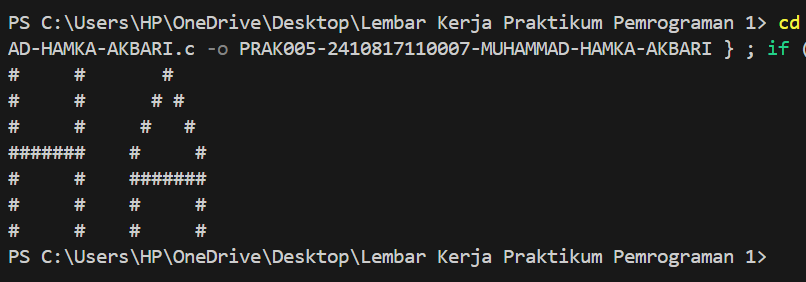 PS C:\Users\HP\OneDrive\Desktop\Lembar Kerja Praktikum Pemrograman 1> cd
AD-HAMKA-AKBARI.c -o PRAK005-2410817110007-MUHAMMAD-HAMKA-AKBARI } ; if (
#     #       #
#     #      # #
#     #     #   #
#######    #     #
#     #    #######
#     #    #     #
#     #    #     #
PS C:\Users\HP\OneDrive\Desktop\Lembar Kerja Praktikum Pemrograman 1>